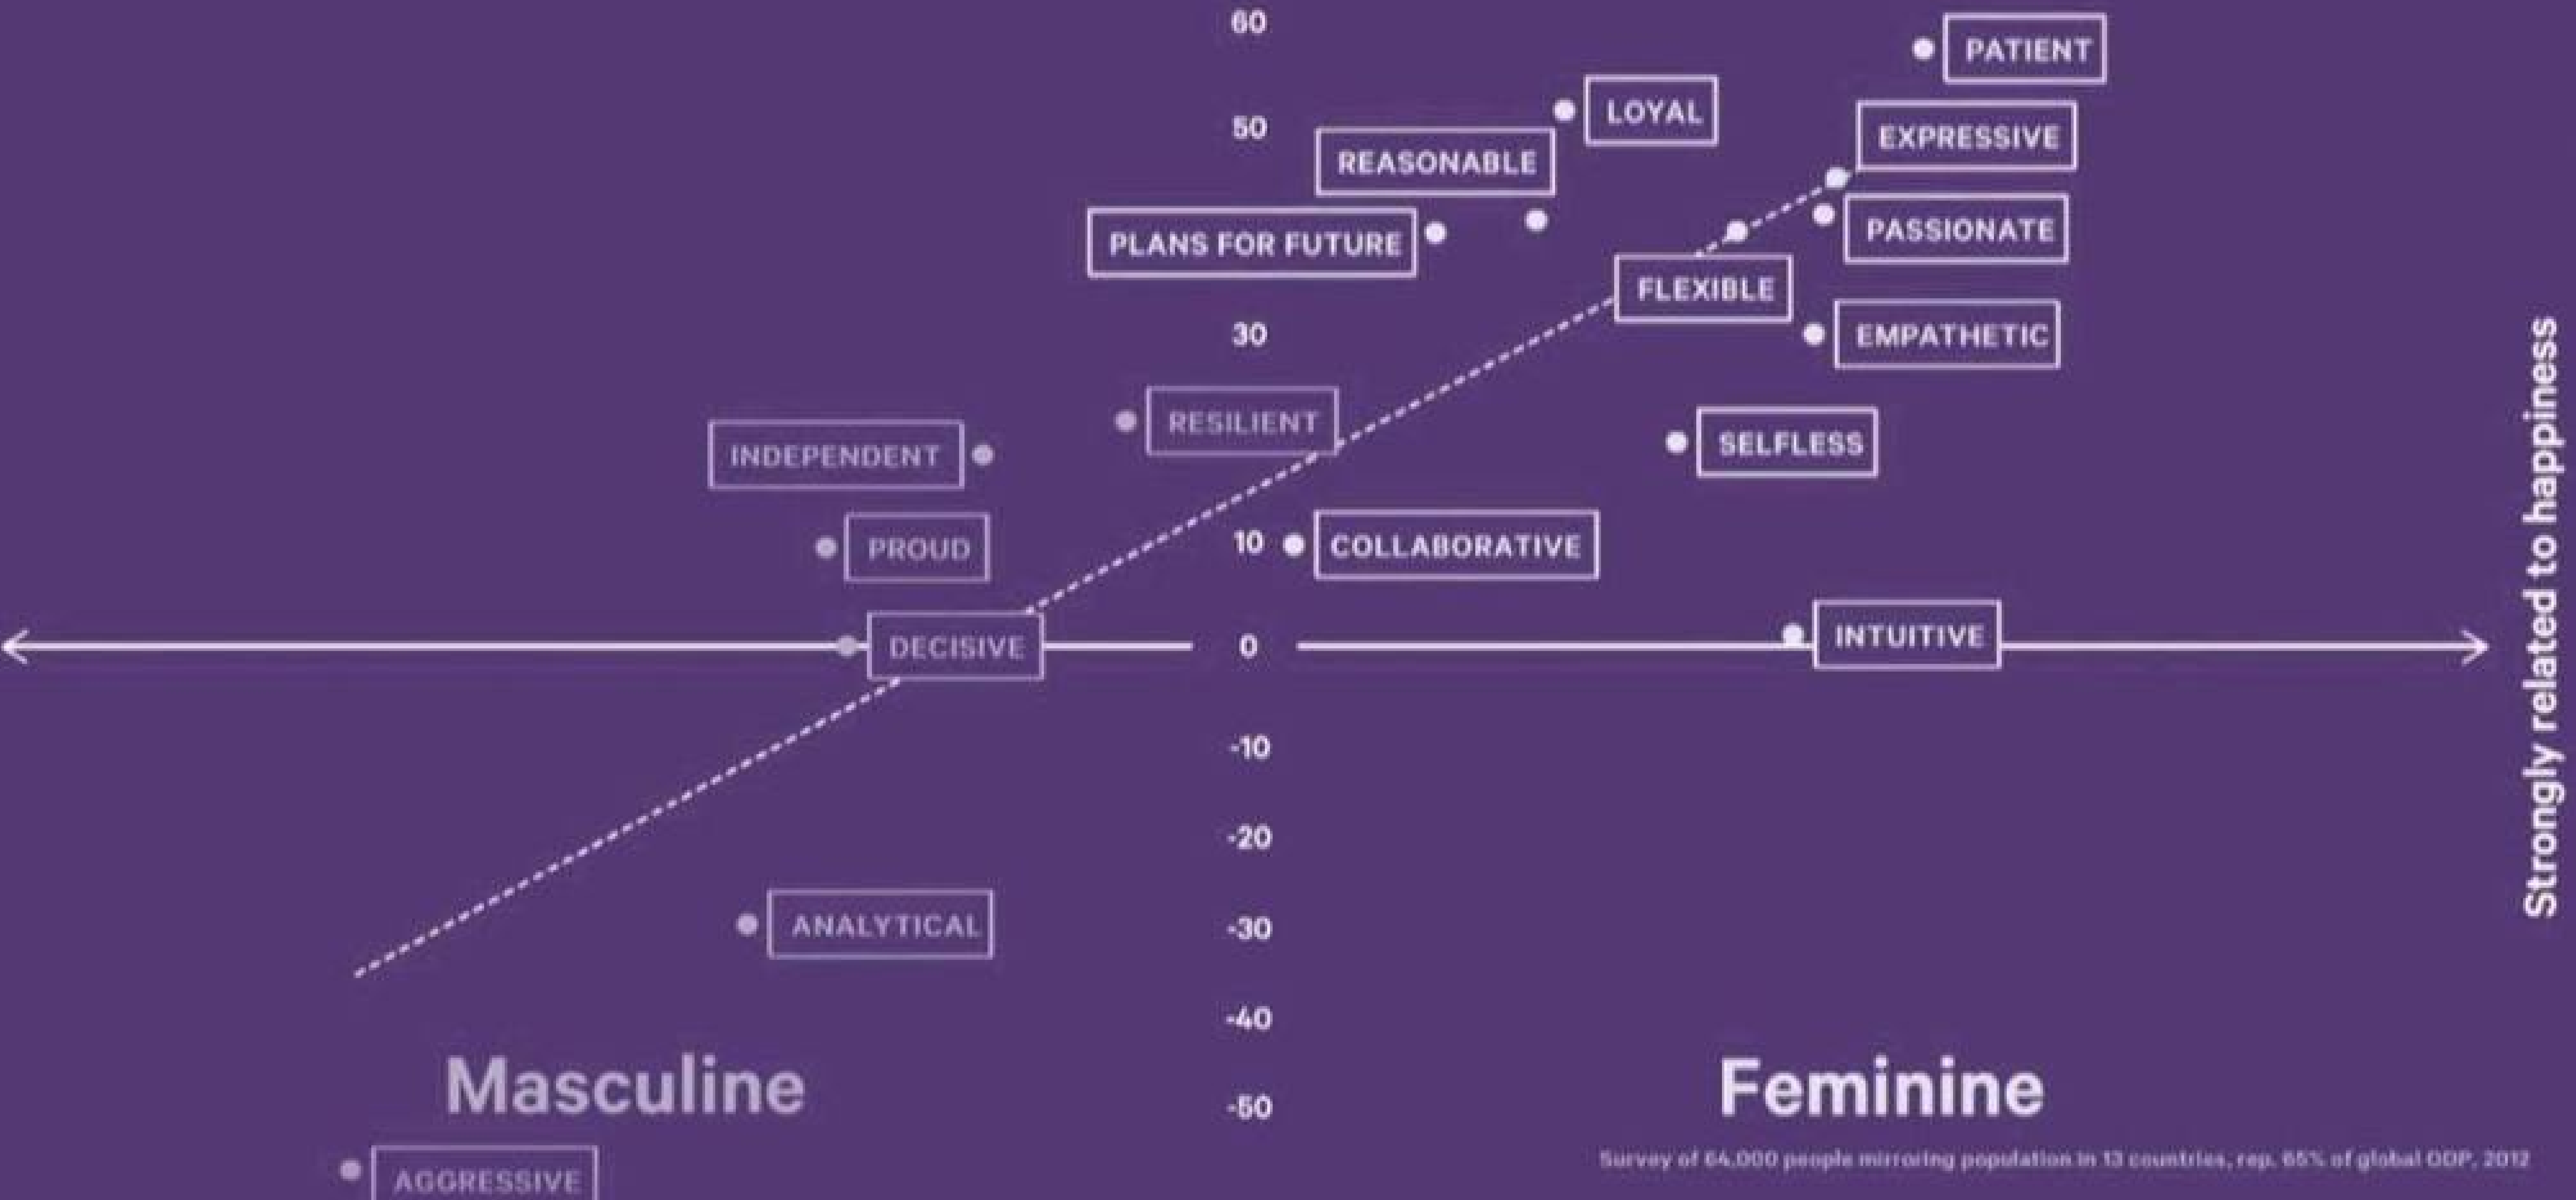 60
PATIENT
LOYAL
50
EXPRESSIVE
REASONABLE
PASSIONATE
PLANS FOR FUTURE
FLEXIBLE
30
EMPATHETIC
RESILIENT
SELFLESS
INDEPENDENT
10
COLLABORATIVE
PROUD
DECISIVE
0
INTUITIVE
-10
-20
ANALYTICAL
-30
-40
Masculine
Feminine
-50
AGGRESSIVE
Survey of 64,000 people mirroring population in 13 countries, rep. 65% of global GDP, 2012
Strongly related to happiness